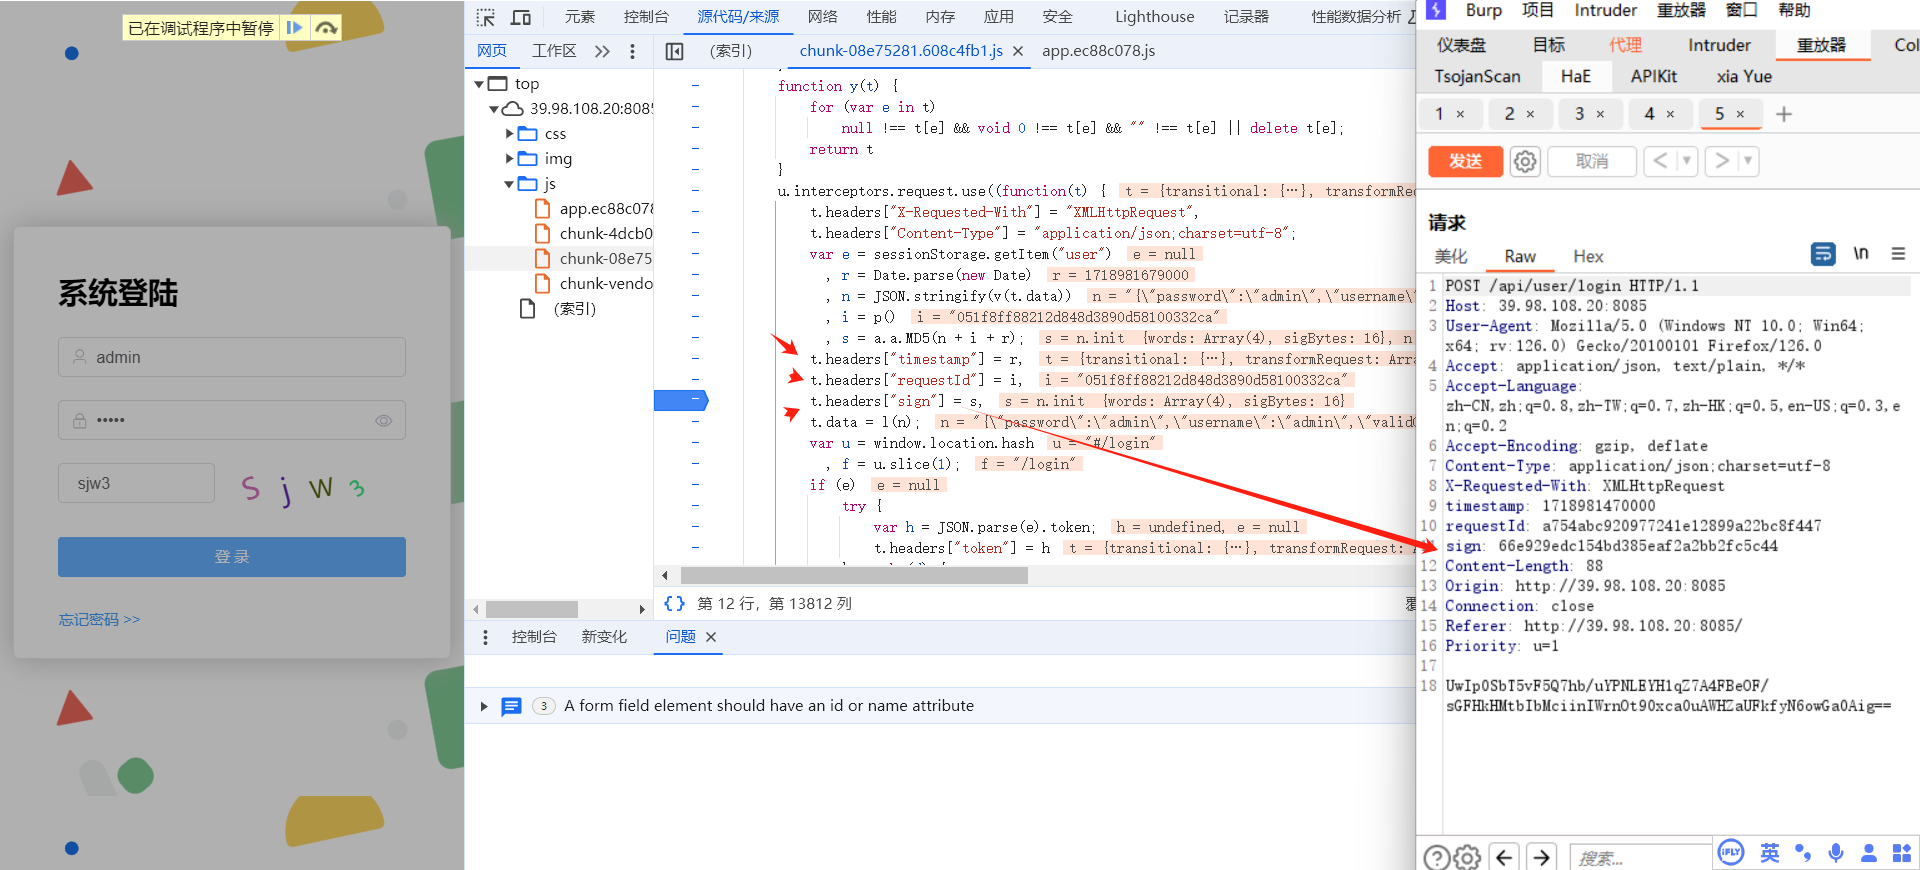 已在调试程序中暂停
系统登陆
admin
•••••
sjw3
S j W 3
登 录
忘记密码 >>
元素 控制台 源代码/来源 网络 性能 内存 应用 安全 Lighthouse 记录器 性能数据分析
网页 工作区
(索引) chunk-08e75281.608c4fb1.js × app.ec88c078.js
top
39.98.108.20:8085
css
img
js
app.ec88c078
chunk-4dcb0
chunk-08e75
chunk-vendo
(索引)
function y(t) {
for (var e in t)
null !== t[e] && void 0 !== t[e] && "" !== t[e] || delete t[e];
return t
}
u.interceptors.request.use((function(t) { t = {transitional: {…}, transformReq
t.headers["X-Requested-With"] = "XMLHttpRequest",
t.headers["Content-Type"] = "application/json;charset=utf-8";
var e = sessionStorage.getItem("user") e = null
, r = Date.parse(new Date) r = 1718981679000
, n = JSON.stringify(v(t.data)) n = "{\"password\":\"admin\",\"username\"
, i = p() i = "051f8ff88212d848d3890d58100332ca"
, s = a.a.MD5(n + i + r); s = n.init {words: Array(4), sigBytes: 16}, n
t.headers["timestamp"] = r, t = {transitional: {…}, transformRequest: Arra
t.headers["requestId"] = i, i = "051f8ff88212d848d3890d58100332ca"
t.headers["sign"] = s, s = n.init {words: Array(4), sigBytes: 16}
t.data = l(n); n = "{\"password\":\"admin\",\"username\":\"admin\",\"validC
var u = window.location.hash u = "#/login"
, f = u.slice(1); f = "/login"
if (e) e = null
try {
var h = JSON.parse(e).token; h = undefined, e = null
t.headers["token"] = h t = {transitional: {…}, transformRequest: A
{} 第 12 行，第 13812 列
控制台 新变化 问题 ×
3 A form field element should have an id or name attribute
Burp 项目 Intruder 重放器 窗口 帮助
仪表盘 目标 代理 Intruder 重放器 Col
TsojanScan HaE APIKit xia Yue
1 × 2 × 3 × 4 × 5 × +
发送 取消 < >
请求
美化 Raw Hex \n
1 POST /api/user/login HTTP/1.1
2 Host: 39.98.108.20:8085
3 User-Agent: Mozilla/5.0 (Windows NT 10.0; Win64;
x64; rv:126.0) Gecko/20100101 Firefox/126.0
4 Accept: application/json, text/plain, */*
5 Accept-Language:
zh-CN,zh;q=0.8,zh-TW;q=0.7,zh-HK;q=0.5,en-US;q=0.3,e
n;q=0.2
6 Accept-Encoding: gzip, deflate
7 Content-Type: application/json;charset=utf-8
8 X-Requested-With: XMLHttpRequest
9 timestamp: 1718981470000
10 requestId: a754abc920977241e12899a22bc8f447
sign: 66e929edc154bd385eaf2a2bb2fc5c44
12 Content-Length: 88
13 Origin: http://39.98.108.20:8085
14 Connection: close
15 Referer: http://39.98.108.20:8085/
16 Priority: u=1
17
18 UwIp0SbT5vF5Q7hb/uYPNLEYH1qZ7A4FBeOF/
sGFHkHMtbIbMciinIWrnOt90xca0uAWHZaUFkfyN6owGa0Aig==
搜索...
iFLY 英